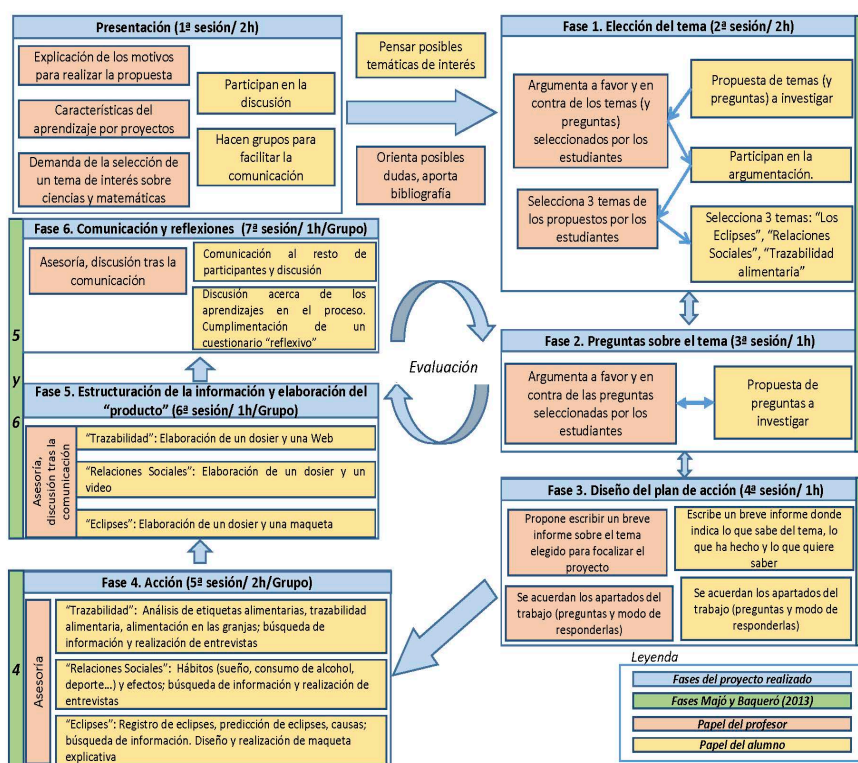 Presentación (1ª sesión/ 2h)
Explicación de los motivos
para realizar la propuesta
Características del
aprendizaje por proyectos
Demanda de la selección de
un tema de interés sobre
ciencias y matemáticas
Participan en la
discusión
Hacen grupos para
facilitar la
comunicación
Pensar posibles
temáticas de interés
Orienta posibles
dudas, aporta
bibliografía
Fase 1. Elección del tema (2ª sesión/ 2h)
Argumenta a favor y en
contra de los temas (y
preguntas)
seleccionados por los
estudiantes
Selecciona 3 temas de
los propuestos por los
estudiantes
Propuesta de temas (y
preguntas) a investigar
Participan en la
argumentación.
Selecciona 3 temas: “Los
Eclipses”, “Relaciones
Sociales”, “Trazabilidad
alimentaria”
Fase 2. Preguntas sobre el tema (3ª sesión/ 1h)
Argumenta a favor y en
contra de las preguntas
seleccionadas por los
estudiantes
Propuesta de
preguntas a
investigar
Fase 3. Diseño del plan de acción (4ª sesión/ 1h)
Propone escribir un breve
informe sobre el tema
elegido para focalizar el
proyecto
Escribe un breve informe donde
indica lo que sabe del tema, lo
que ha hecho y lo que quiere
saber
Se acuerdan los apartados del
trabajo (preguntas y modo de
responderlas)
Se acuerdan los apartados del
trabajo (preguntas y modo de
responderlas)
Evaluación
4
Fase 4. Acción (5ª sesión/ 2h/Grupo)
Asesoría
“Trazabilidad”: Análisis de etiquetas alimentarias, trazabilidad
alimentaria, alimentación en las granjas; búsqueda de
información y realización de entrevistas
“Relaciones Sociales”: Hábitos (sueño, consumo de alcohol,
deporte...) y efectos; búsqueda de información y realización de
entrevistas
“Eclipses”: Registro de eclipses, predicción de eclipses, causas;
búsqueda de información. Diseño y realización de maqueta
explicativa
5
y
6
Fase 5. Estructuración de la información y elaboración del
“producto” (6ª sesión/ 1h/Grupo)
Asesoría,
discusión tras la
comunicación
“Trazabilidad”: Elaboración de un dosier y una Web
“Relaciones Sociales”: Elaboración de un dosier y un
video
“Eclipses”: Elaboración de un dosier y una maqueta
Fase 6. Comunicación y reflexiones (7ª sesión/ 1h/Grupo)
Asesoría, discusión tras la
comunicación
Comunicación al resto de
participantes y discusión
Discusión acerca de los
aprendizajes en el proceso.
Cumplimentación de un
cuestionario “reflexivo”
Leyenda
Fases del proyecto realizado
Fases Majó y Baqueró (2013)
Papel del profesor
Papel del alumno